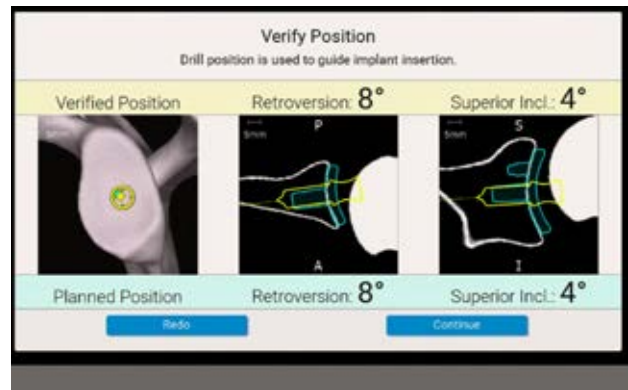 Verify Position
Drill position is used to guide implant insertion.
Verified Position Retroversion: 8° Superior Incl.: 4°
5mm P 5mm S 5mm
A I
Planned Position Retroversion: 8° Superior Incl.: 4°
Redo Continue